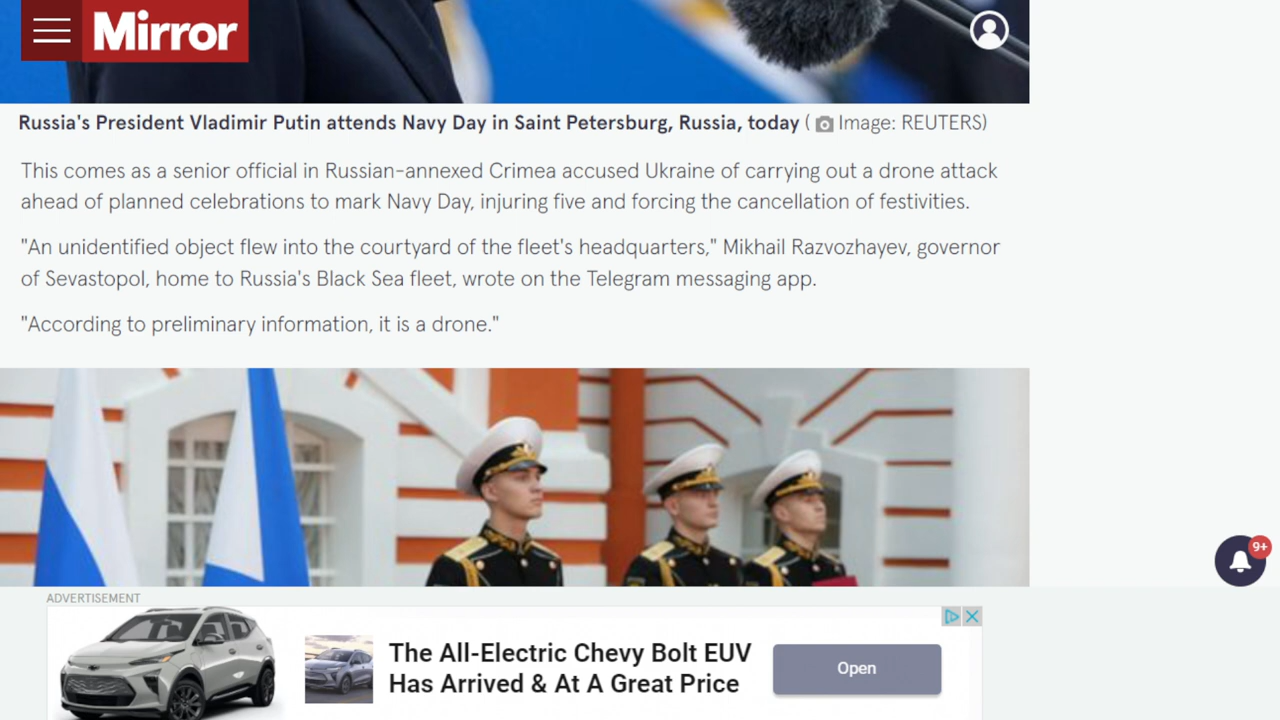 Mirror
Russia's President Vladimir Putin attends Navy Day in Saint Petersburg, Russia, today ( Image: REUTERS)
This comes as a senior official in Russian-annexed Crimea accused Ukraine of carrying out a drone attack
ahead of planned celebrations to mark Navy Day, injuring five and forcing the cancellation of festivities.
"An unidentified object flew into the courtyard of the fleet's headquarters," Mikhail Razvozhayev, governor
of Sevastopol, home to Russia's Black Sea fleet, wrote on the Telegram messaging app.
"According to preliminary information, it is a drone."
9+
ADVERTISEMENT
The All-Electric Chevy Bolt EUV
Has Arrived & At A Great Price
Open